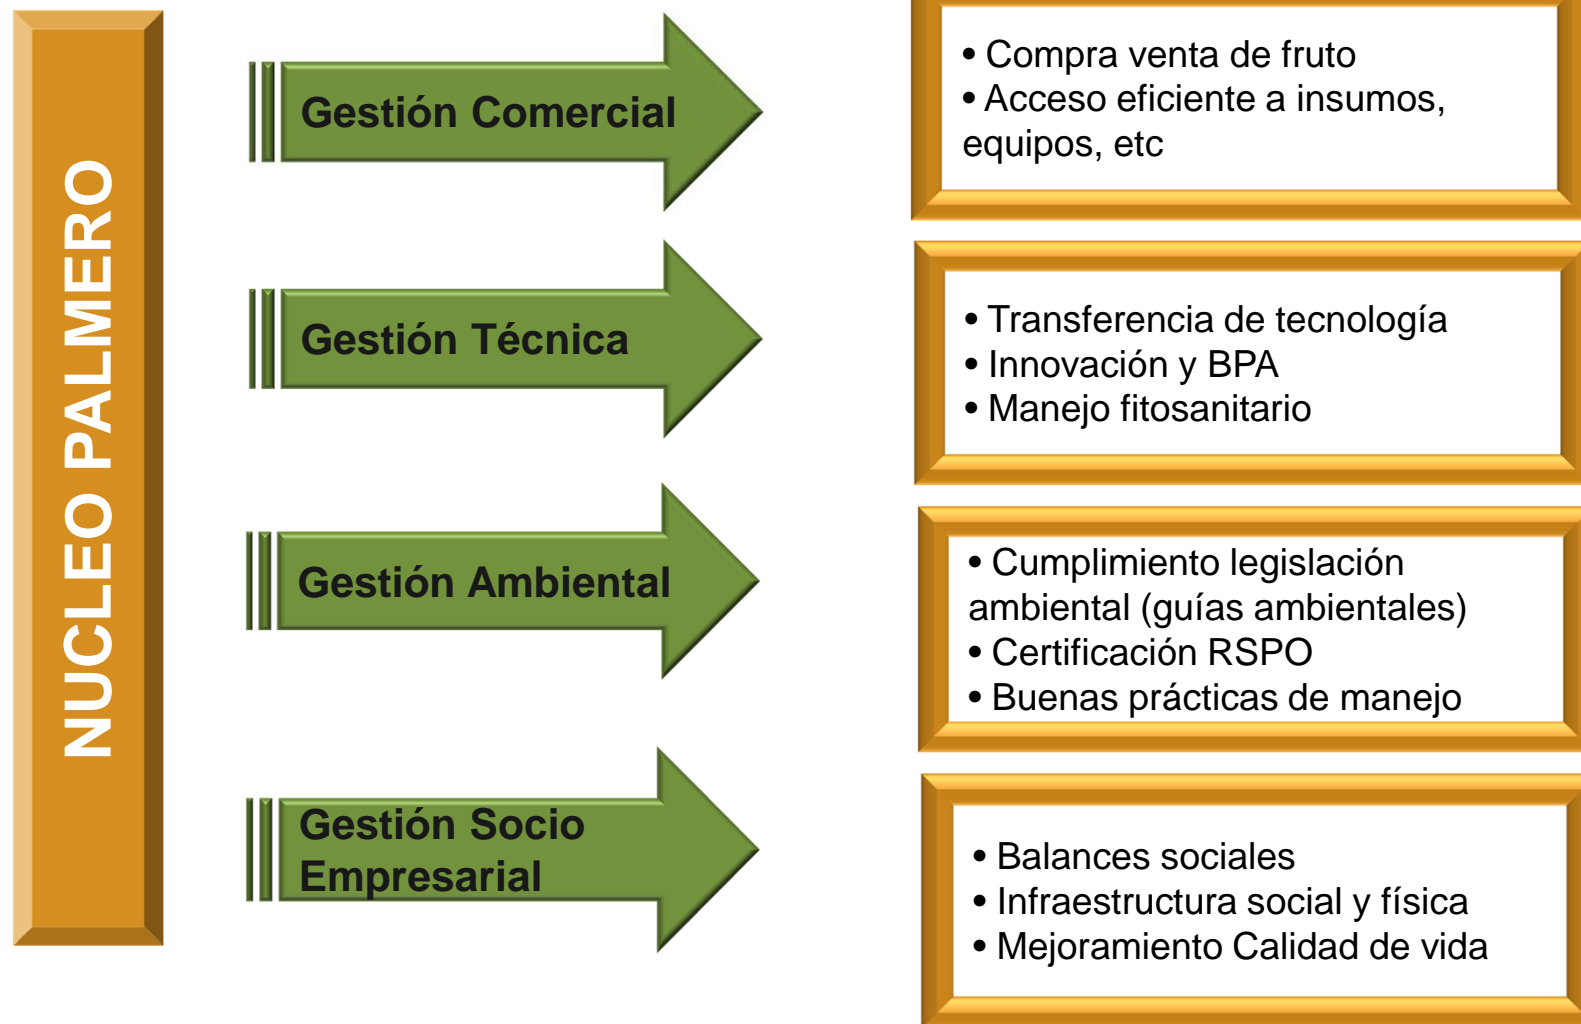 NUCLEO PALMERO
Gestión Comercial
• Compra venta de fruto
• Acceso eficiente a insumos,
equipos, etc
Gestión Técnica
• Transferencia de tecnología
• Innovación y BPA
• Manejo fitosanitario
Gestión Ambiental
• Cumplimiento legislación
ambiental (guías ambientales)
• Certificación RSPO
• Buenas prácticas de manejo
Gestión Socio
Empresarial
• Balances sociales
• Infraestructura social y física
• Mejoramiento Calidad de vida